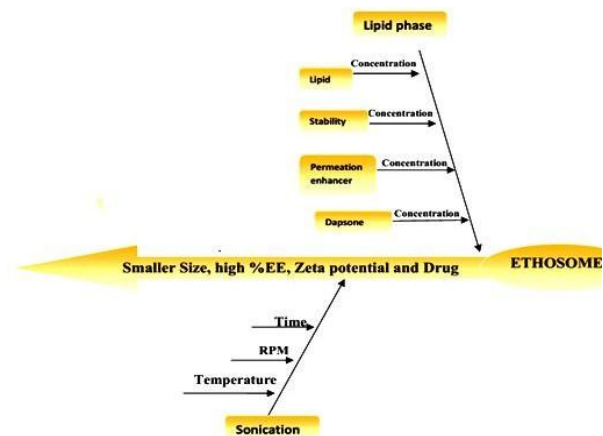 Lipid phase
Concentration
Lipid
Concentration
Stability
Concentration
Permeation
enhancer
Concentration
Dapsone
Smaller Size, high %EE, Zeta potential and Drug
ETHOSOME
Time
RPM
Temperature
Sonication